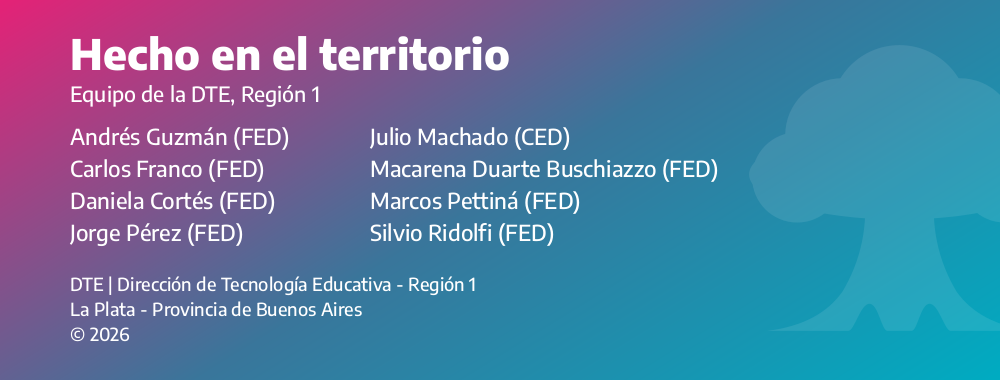 Hecho en el territorio
Equipo de la DTE, Región 1
Andrés Guzmán (FED)
Carlos Franco (FED)
Daniela Cortés (FED)
Jorge Pérez (FED)
Julio Machado (CED)
Macarena Duarte Buschiazzo (FED)
Marcos Pettiná (FED)
Silvio Ridolfi (FED)
DTE | Dirección de Tecnología Educativa - Región 1
La Plata - Provincia de Buenos Aires
© 2026